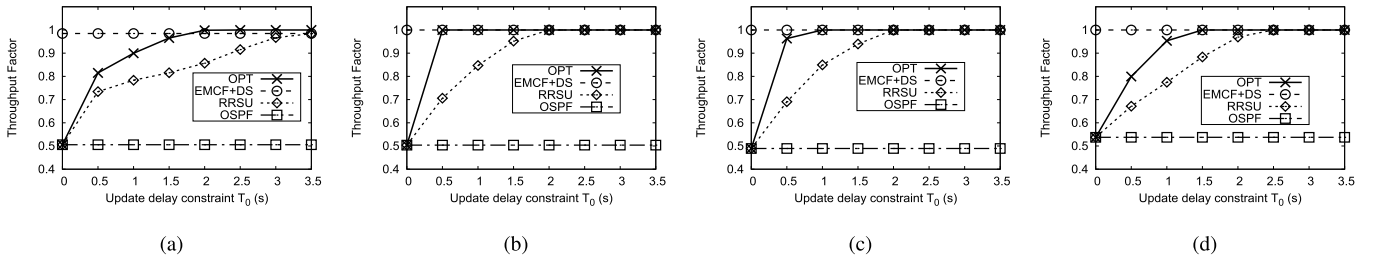 Throughput Factor
1
0.9
0.8
0.7
0.6
0.5
0.4
OPT
EMCF+DS
RRSU
OSPF
0 0.5 1 1.5 2 2.5 3 3.5
Update delay constraint T0 (s)
(a)
Throughput Factor
1
0.9
0.8
0.7
0.6
0.5
0.4
OPT
EMCF+DS
RRSU
OSPF
0 0.5 1 1.5 2 2.5 3 3.5
Update delay constraint T0 (s)
(b)
Throughput Factor
1
0.9
0.8
0.7
0.6
0.5
0.4
OPT
EMCF+DS
RRSU
OSPF
0 0.5 1 1.5 2 2.5 3 3.5
Update delay constraint T0 (s)
(c)
Throughput Factor
1
0.9
0.8
0.7
0.6
0.5
0.4
OPT
EMCF+DS
RRSU
OSPF
0 0.5 1 1.5 2 2.5 3 3.5
Update delay constraint T0 (s)
(d)